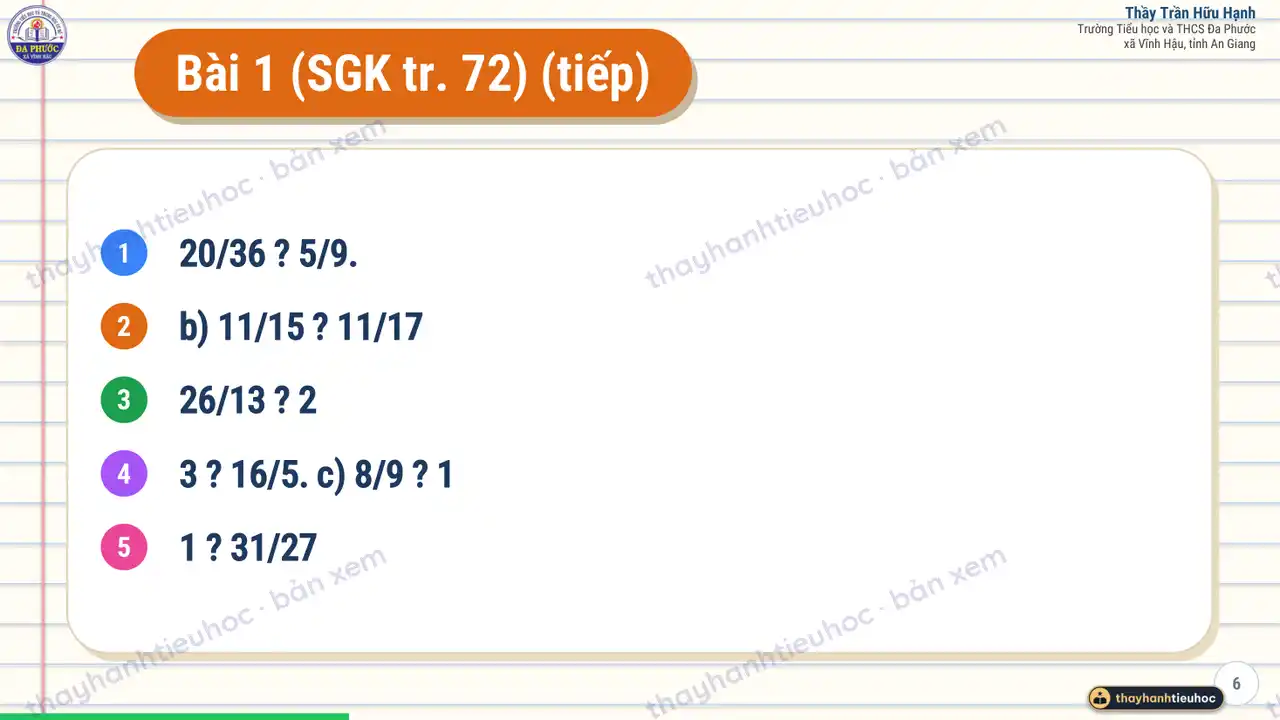 Thầy Trần Hữu Hạnh
Trường Tiểu học và THCS Đa Phước
xã Vĩnh Hậu, tỉnh An Giang
ĐA PHƯỚC
XÃ VĨNH HẬU
Bài 1 (SGK tr. 72) (tiếp)
thayhanhtieuhoc · bản xem
thayhanhtieuhoc · bản xem
1 20/36 ? 5/9.
2 b) 11/15 ? 11/17
3 26/13 ? 2
4 3 ? 16/5. c) 8/9 ? 1
5 1 ? 31/27
thayhanhtieuhoc · bản xem
thayhanhtieuhoc · bản xem
thayhanhtieuhoc
6